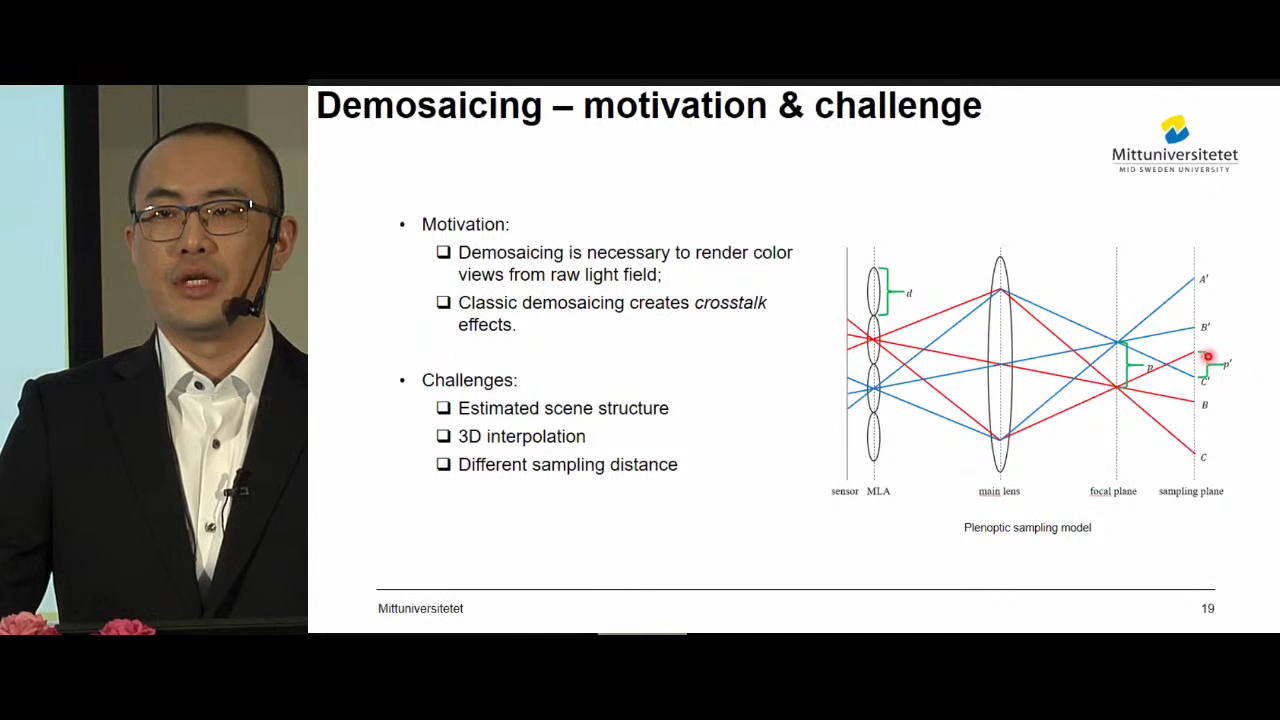 Demosaicing – motivation & challenge
Mittuniversitetet
MID SWEDEN UNIVERSITY
• Motivation:
❑ Demosaicing is necessary to render color
views from raw light field;
❑ Classic demosaicing creates crosstalk
effects.
• Challenges:
❑ Estimated scene structure
❑ 3D interpolation
❑ Different sampling distance
d
A'
B'
p
p'
C'
B
C
sensor MLA main lens focal plane sampling plane
Plenoptic sampling model
Mittuniversitetet 19